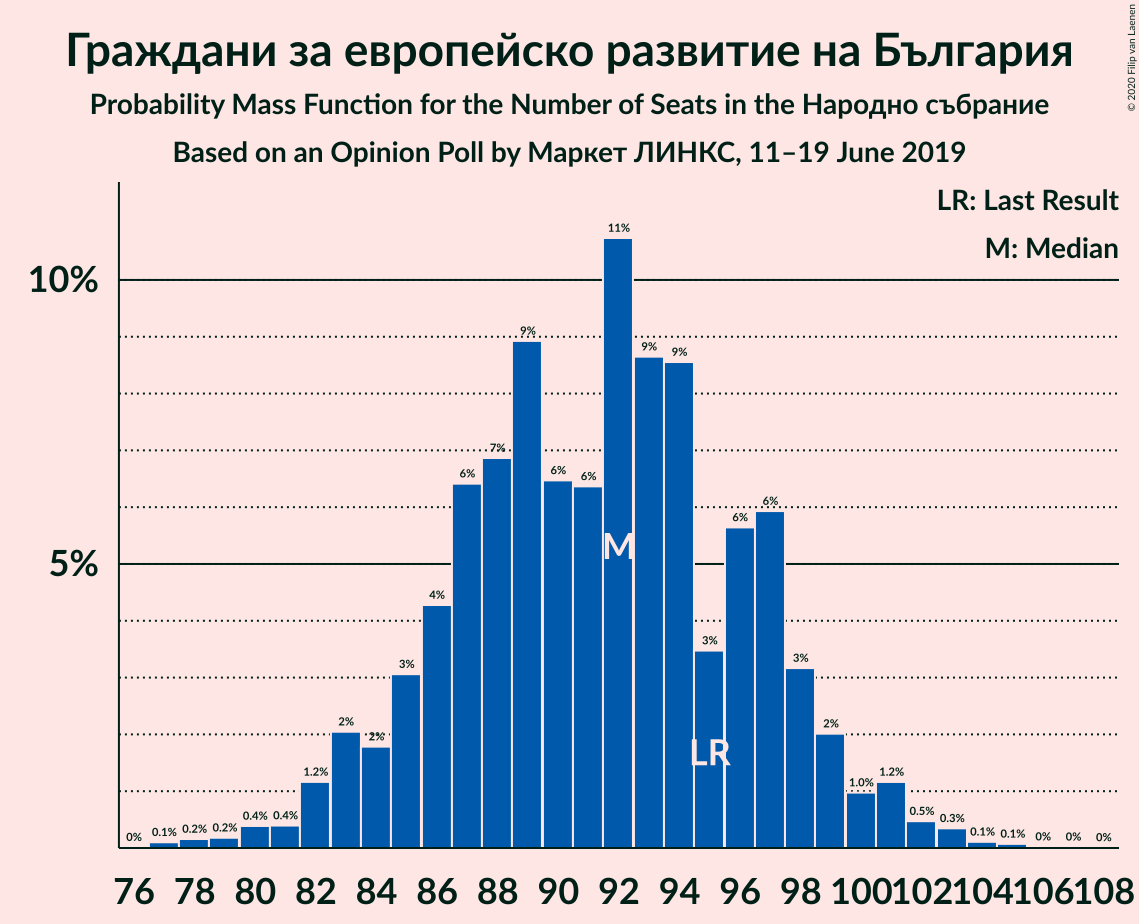 Граждани за европейско развитие на България
Probability Mass Function for the Number of Seats in the Народно събрание
Based on an Opinion Poll by Маркет ЛИНКС, 11–19 June 2019
© 2020 Filip van Laenen
LR: Last Result
M: Median
10%
5%
0% 0.1% 0.2% 0.2% 0.4% 0.4% 1.2% 2% 2% 3% 4% 6% 7% 9% 6% 6% 11% 9% 9% 3% 6% 6% 3% 2% 1.0% 1.2% 0.5% 0.3% 0.1% 0.1% 0% 0% 0%
M
LR
76 78 80 82 84 86 88 90 92 94 96 98 100 102 104 106 108